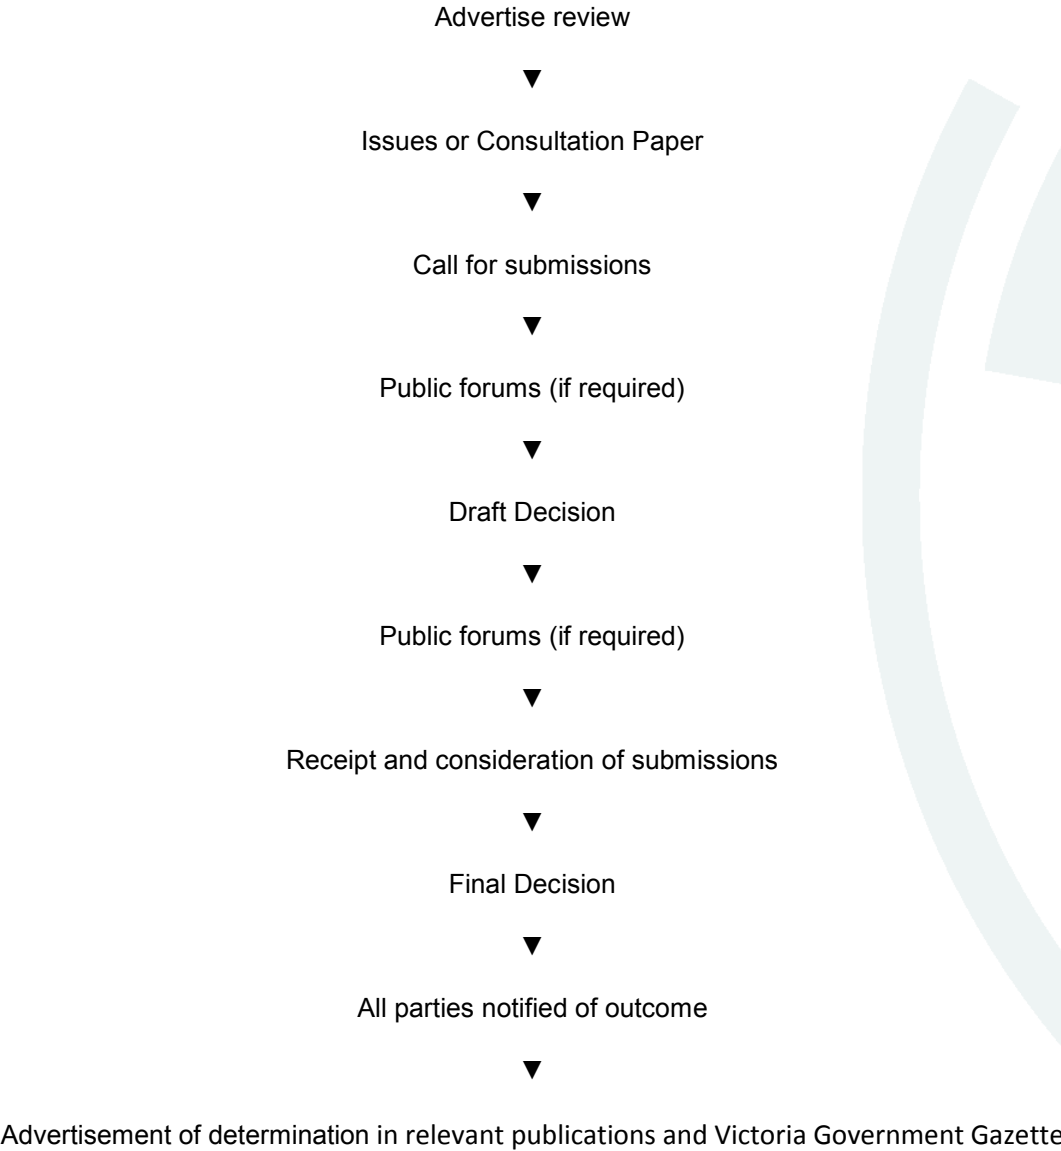 Advertise review
▼
Issues or Consultation Paper
▼
Call for submissions
▼
Public forums (if required)
▼
Draft Decision
▼
Public forums (if required)
▼
Receipt and consideration of submissions
▼
Final Decision
▼
All parties notified of outcome
▼
Advertisement of determination in relevant publications and Victoria Government Gazette